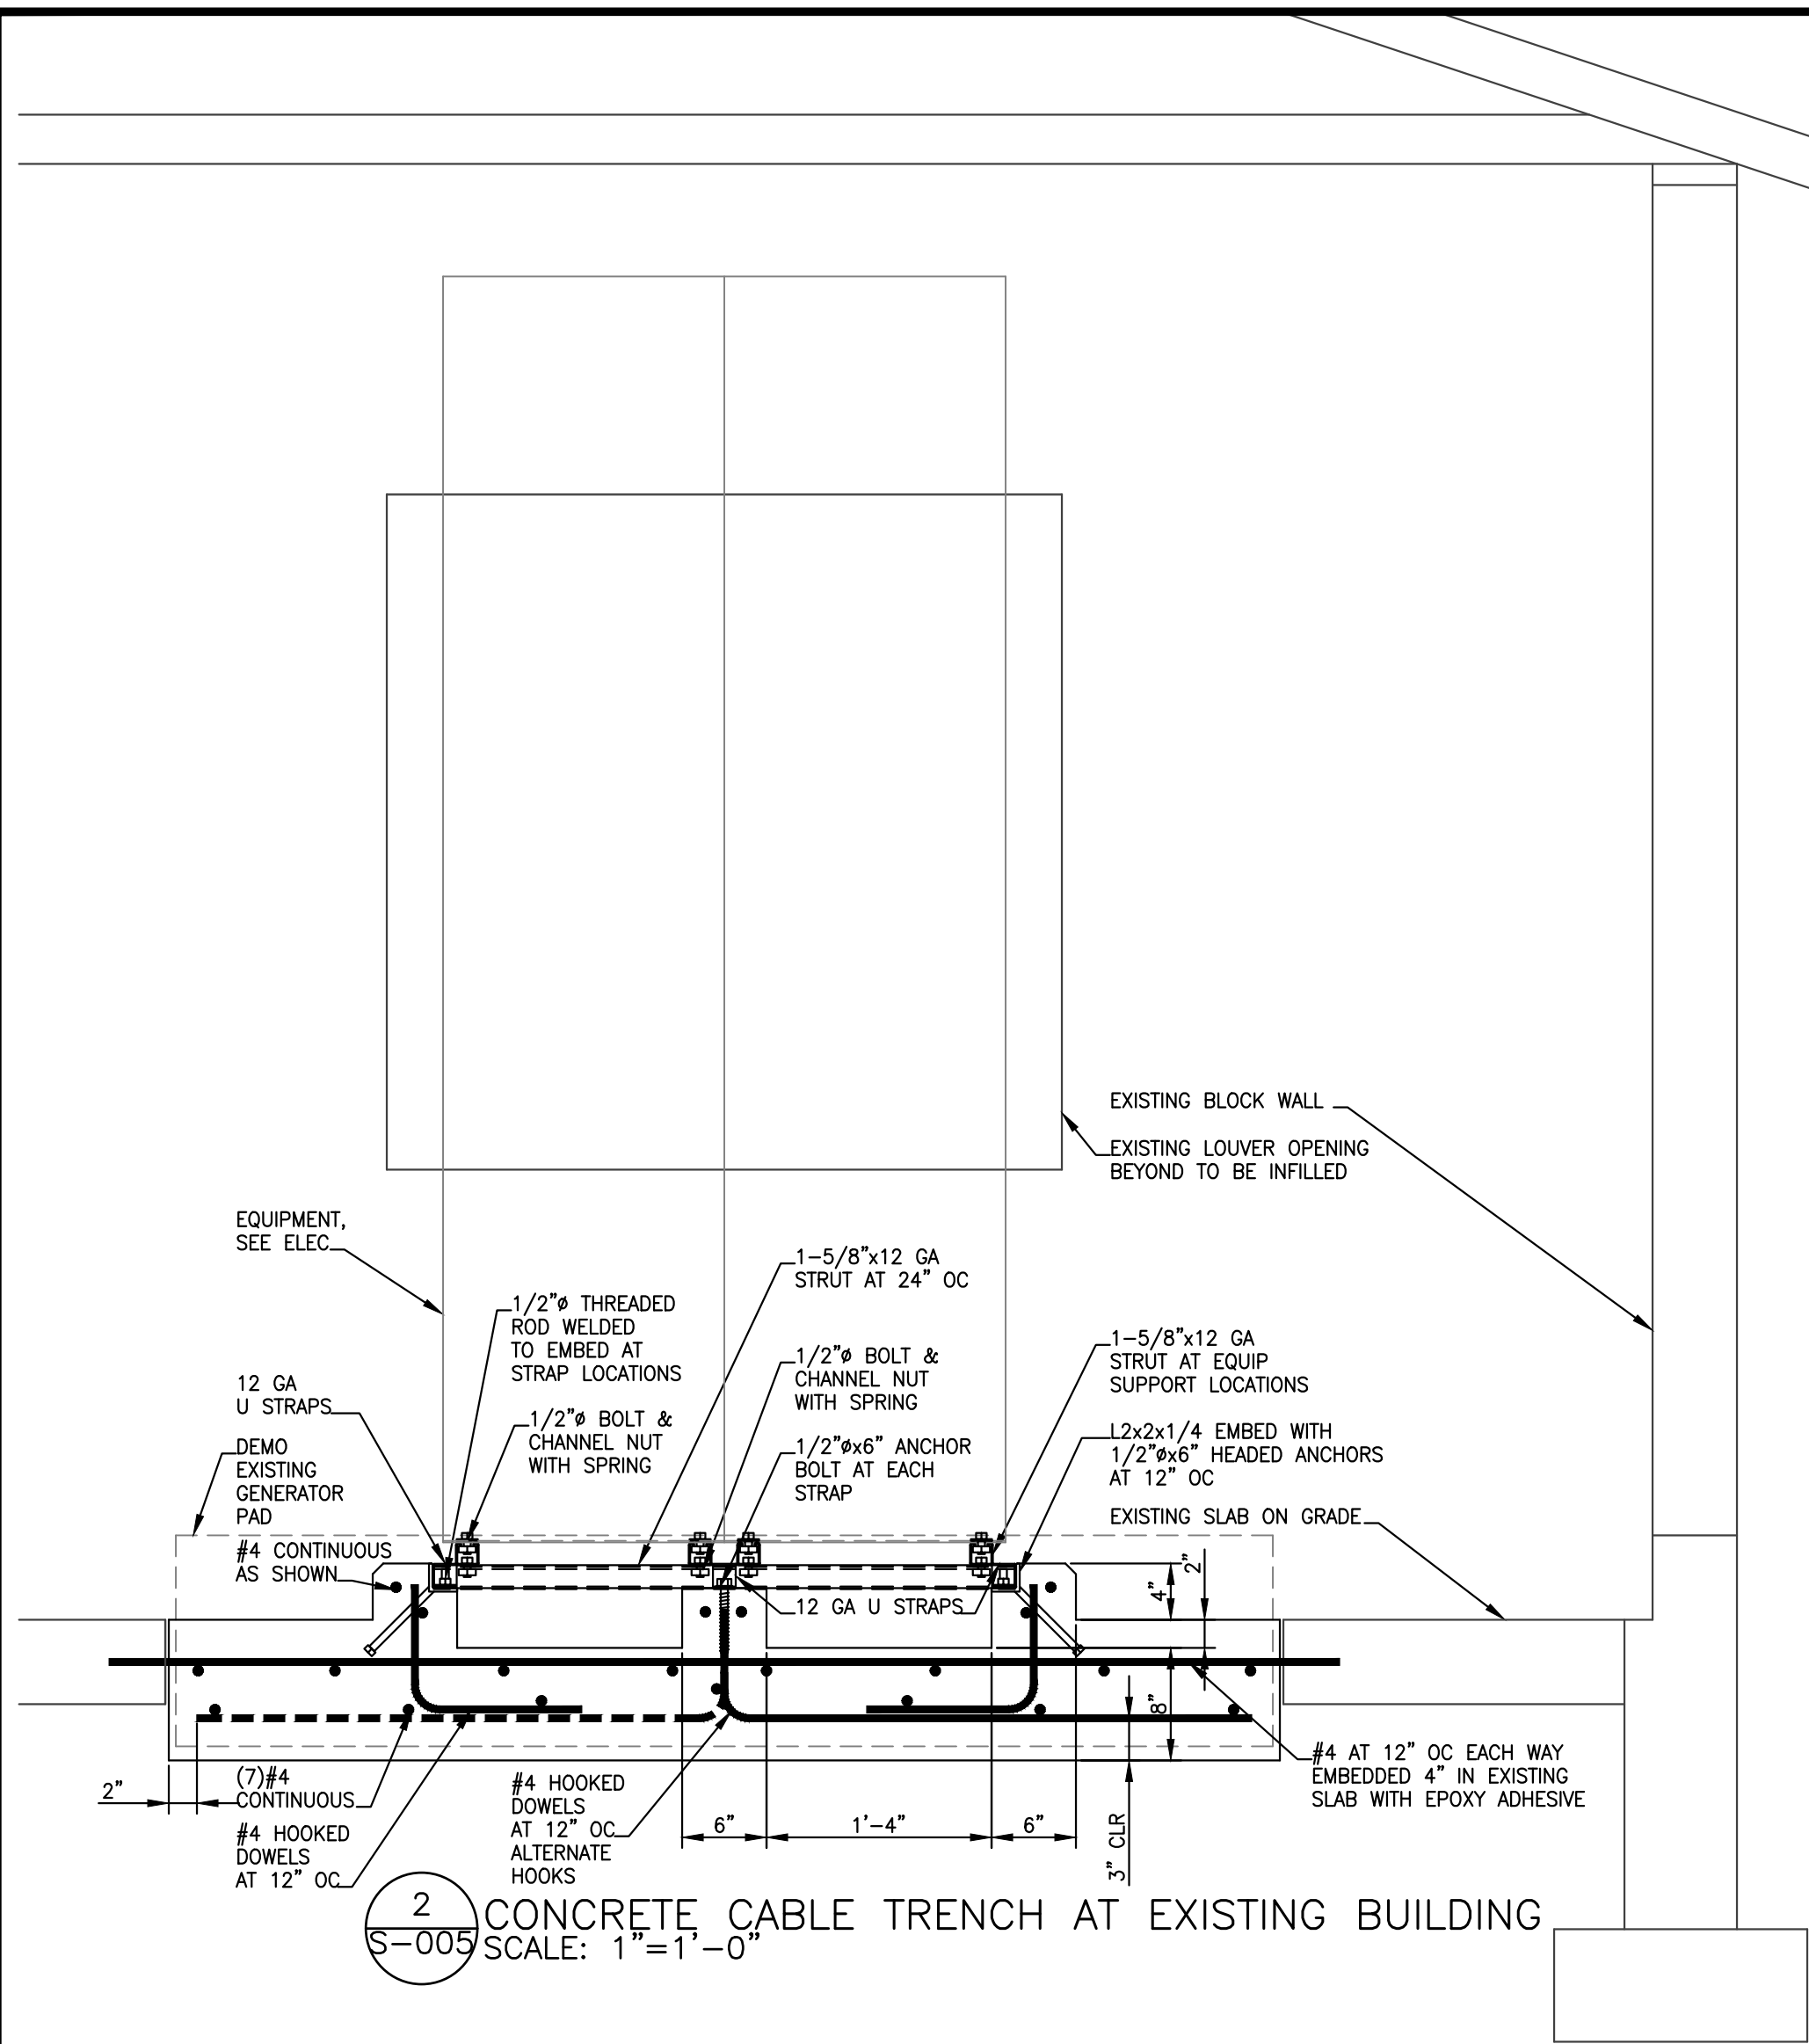 EXISTING BLOCK WALL
EXISTING LOUVER OPENING
BEYOND TO BE INFILLED
EQUIPMENT,
SEE ELEC
1-5/8"x12 GA
STRUT AT 24" OC
1/2"ø THREADED
ROD WELDED
TO EMBED AT
STRAP LOCATIONS
1/2"ø BOLT &
CHANNEL NUT
WITH SPRING
1-5/8"x12 GA
STRUT AT EQUIP
SUPPORT LOCATIONS
12 GA
U STRAPS
1/2"ø BOLT &
CHANNEL NUT
WITH SPRING
L2x2x1/4 EMBED WITH
1/2"øx6" HEADED ANCHORS
AT 12" OC
DEMO
EXISTING
GENERATOR
PAD
1/2"øx6" ANCHOR
BOLT AT EACH
STRAP
EXISTING SLAB ON GRADE
#4 CONTINUOUS
AS SHOWN
12 GA U STRAPS
4"
2"
8"
3" CLR
#4 AT 12" OC EACH WAY
EMBEDDED 4" IN EXISTING
SLAB WITH EPOXY ADHESIVE
2"
(7)#4
CONTINUOUS
#4 HOOKED
DOWELS
AT 12" OC
#4 HOOKED
DOWELS
AT 12" OC
ALTERNATE
HOOKS
6"
1'-4"
6"
2
S-005
CONCRETE CABLE TRENCH AT EXISTING BUILDING
SCALE: 1"=1'-0"